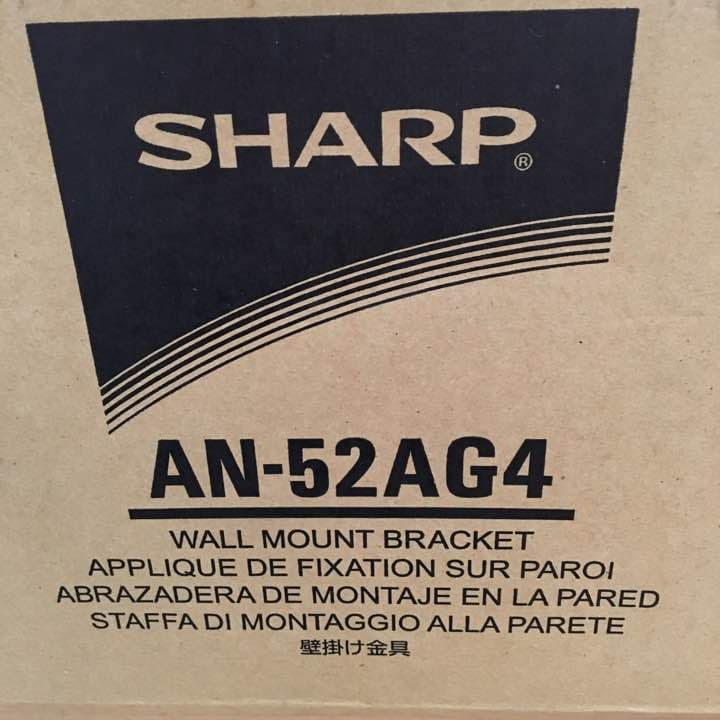 SHARP®
AN-52AG4
WALL MOUNT BRACKET
APPLIQUE DE FIXATION SUR PAROI
ABRAZADERA DE MONTAJE EN LA PARED
STAFFA DI MONTAGGIO ALLA PARETE
壁掛け金具